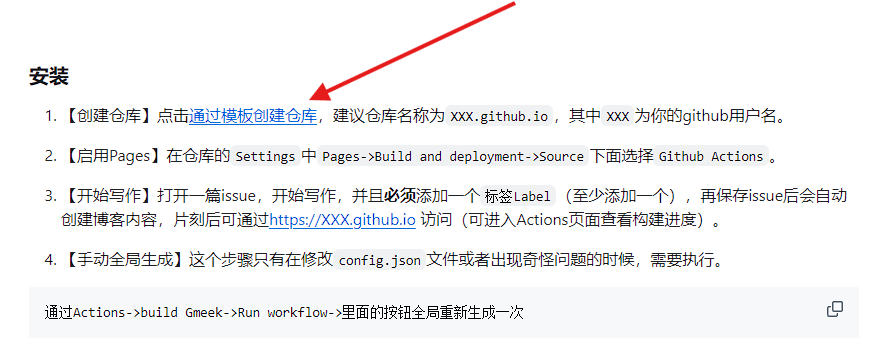 安装
1. 【创建仓库】点击通过模板创建仓库，建议仓库名称为 XXX.github.io ，其中 XXX 为你的github用户名。
2. 【启用Pages】在仓库的 Settings 中 Pages->Build and deployment->Source 下面选择 Github Actions 。
3. 【开始写作】打开一篇issue，开始写作，并且必须添加一个 标签Label （至少添加一个），再保存issue后会自动
创建博客内容，片刻后可通过https://XXX.github.io 访问（可进入Actions页面查看构建进度）。
4. 【手动全局生成】这个步骤只有在修改 config.json 文件或者出现奇怪问题的时候，需要执行。
通过Actions->build Gmeek->Run workflow->里面的按钮全局重新生成一次